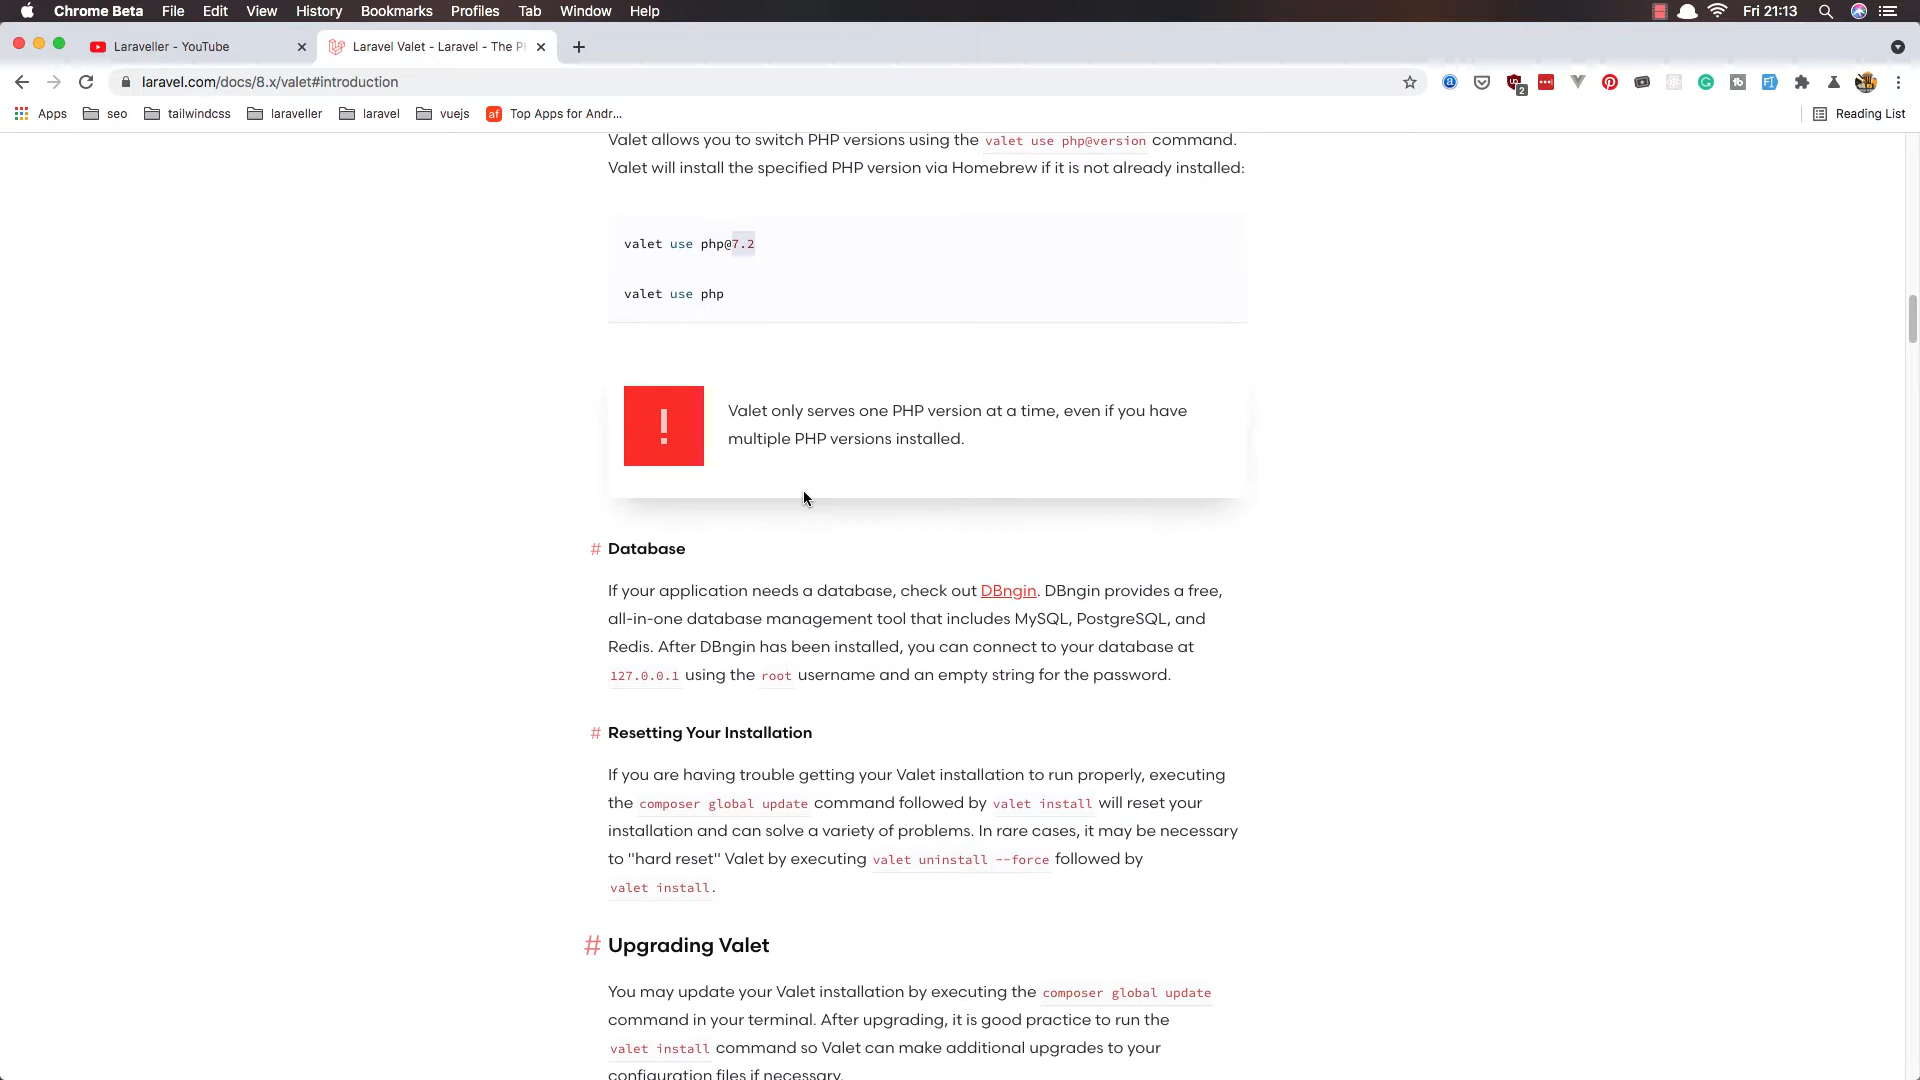 Chrome Beta File Edit View History Bookmarks Profiles Tab Window Help Fri 21:13
Laraveller - YouTube
Laravel Valet - Laravel - The P
laravel.com/docs/8.x/valet#introduction
2
Apps seo tailwindcss laraveller laravel vuejs af Top Apps for Andr... Reading List
Valet allows you to switch PHP versions using the valet use php@version command.
Valet will install the specified PHP version via Homebrew if it is not already installed:
valet use php@7.2
valet use php
!
Valet only serves one PHP version at a time, even if you have
multiple PHP versions installed.
# Database
If your application needs a database, check out DBngin. DBngin provides a free,
all-in-one database management tool that includes MySQL, PostgreSQL, and
Redis. After DBngin has been installed, you can connect to your database at
127.0.0.1 using the root username and an empty string for the password.
# Resetting Your Installation
If you are having trouble getting your Valet installation to run properly, executing
the composer global update command followed by valet install will reset your
installation and can solve a variety of problems. In rare cases, it may be necessary
to "hard reset" Valet by executing valet uninstall --force followed by
valet install.
# Upgrading Valet
You may update your Valet installation by executing the composer global update
command in your terminal. After upgrading, it is good practice to run the
valet install command so Valet can make additional upgrades to your
configuration files if necessary.